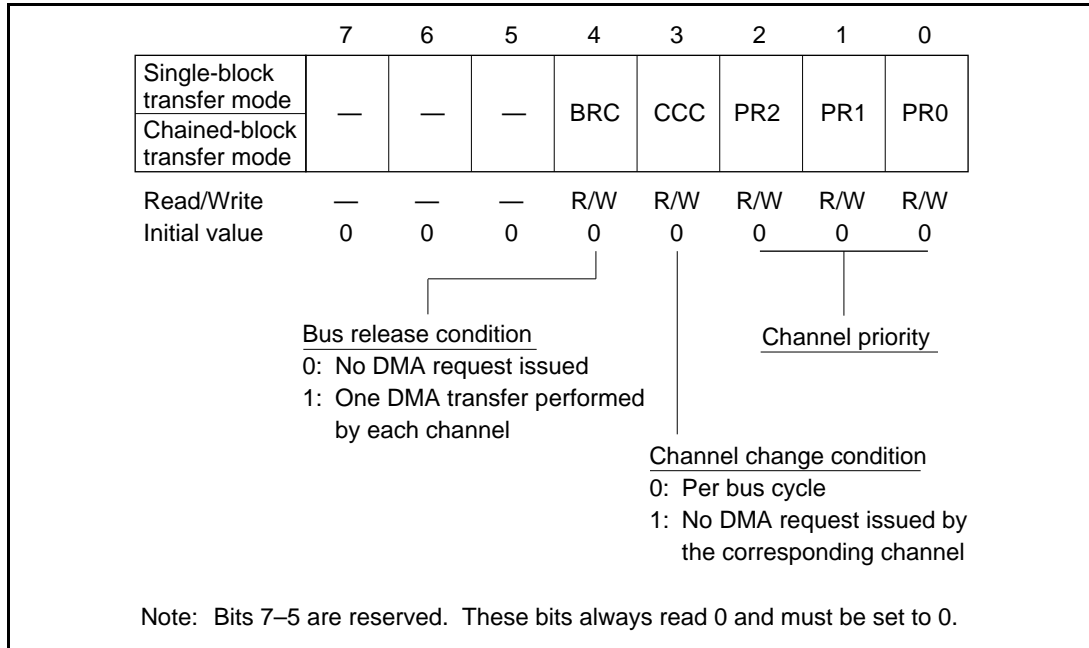 7 6 5 4 3 2 1 0
Single-block
transfer mode
Chained-block
transfer mode
— — — BRC CCC PR2 PR1 PR0
Read/Write — — — R/W R/W R/W R/W R/W
Initial value 0 0 0 0 0 0 0 0
Bus release condition
0: No DMA request issued
1: One DMA transfer performed
by each channel
Channel priority
Channel change condition
0: Per bus cycle
1: No DMA request issued by
the corresponding channel
Note: Bits 7–5 are reserved. These bits always read 0 and must be set to 0.